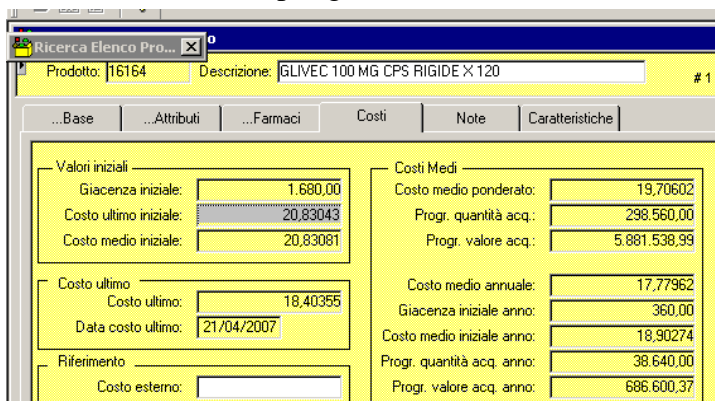 o
Ricerca Elenco Pro...
Prodotto: 16164 Descrizione: GLIVEC 100 MG CPS RIGIDE X 120 # 1
...Base ...Attributi ...Farmaci Costi Note Caratteristiche
Valori iniziali
Giacenza iniziale: 1.680,00
Costo ultimo iniziale: 20,83043
Costo medio iniziale: 20,83081
Costo ultimo
Costo ultimo: 18,40355
Data costo ultimo: 21/04/2007
Riferimento
Costo esterno:
Costi Medi
Costo medio ponderato: 19,70602
Progr. quantità acq.: 298.560,00
Progr. valore acq.: 5.881.538,99
Costo medio annuale: 17,77962
Giacenza iniziale anno: 360,00
Costo medio iniziale anno: 18,90274
Progr. quantità acq. anno: 38.640,00
Progr. valore acq. anno: 686.600,37